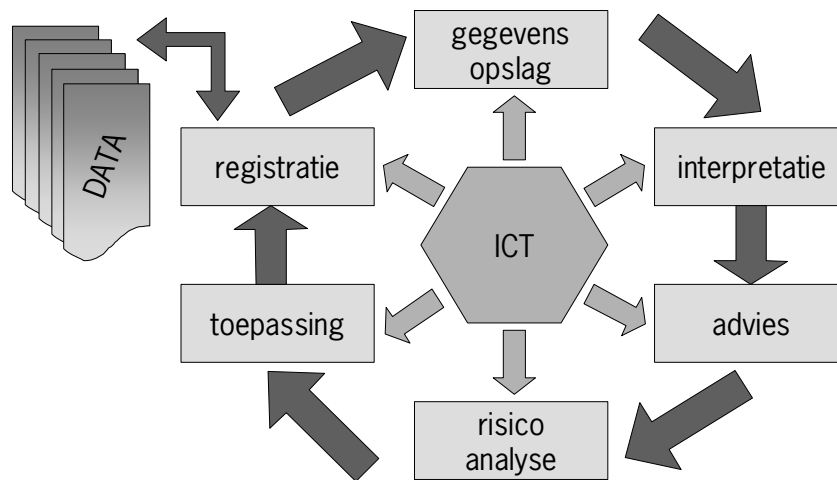 gegevens
opslag
DATA
registratie
interpretatie
ICT
toepassing
advies
risico
analyse